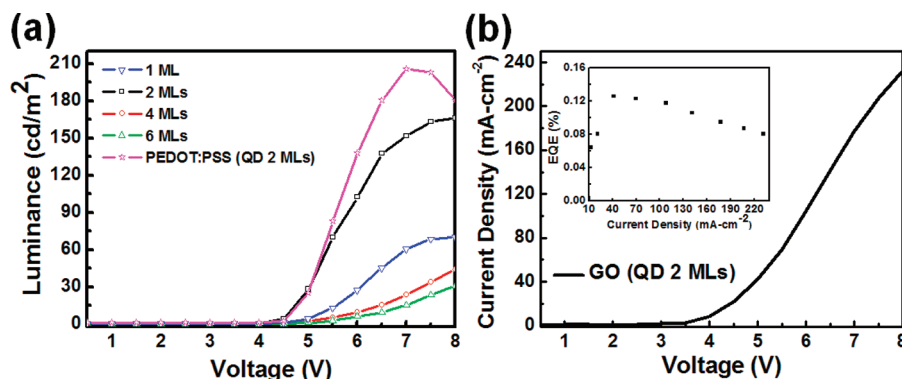 (a)
Luminance (cd/m²)
210
180
150
120
90
60
30
0
1 ML
2 MLs
4 MLs
6 MLs
PEDOT:PSS (QD 2 MLs)
1 2 3 4 5 6 7 8
Voltage (V)
(b)
Current Density (mA-cm⁻²)
240
200
160
120
80
40
0
EQE (%)
0.16
0.12
0.08
0.04
0.00
10 40 70 100 140 170 190 220
Current Density (mA-cm⁻²)
GO (QD 2 MLs)
1 2 3 4 5 6 7 8
Voltage (V)